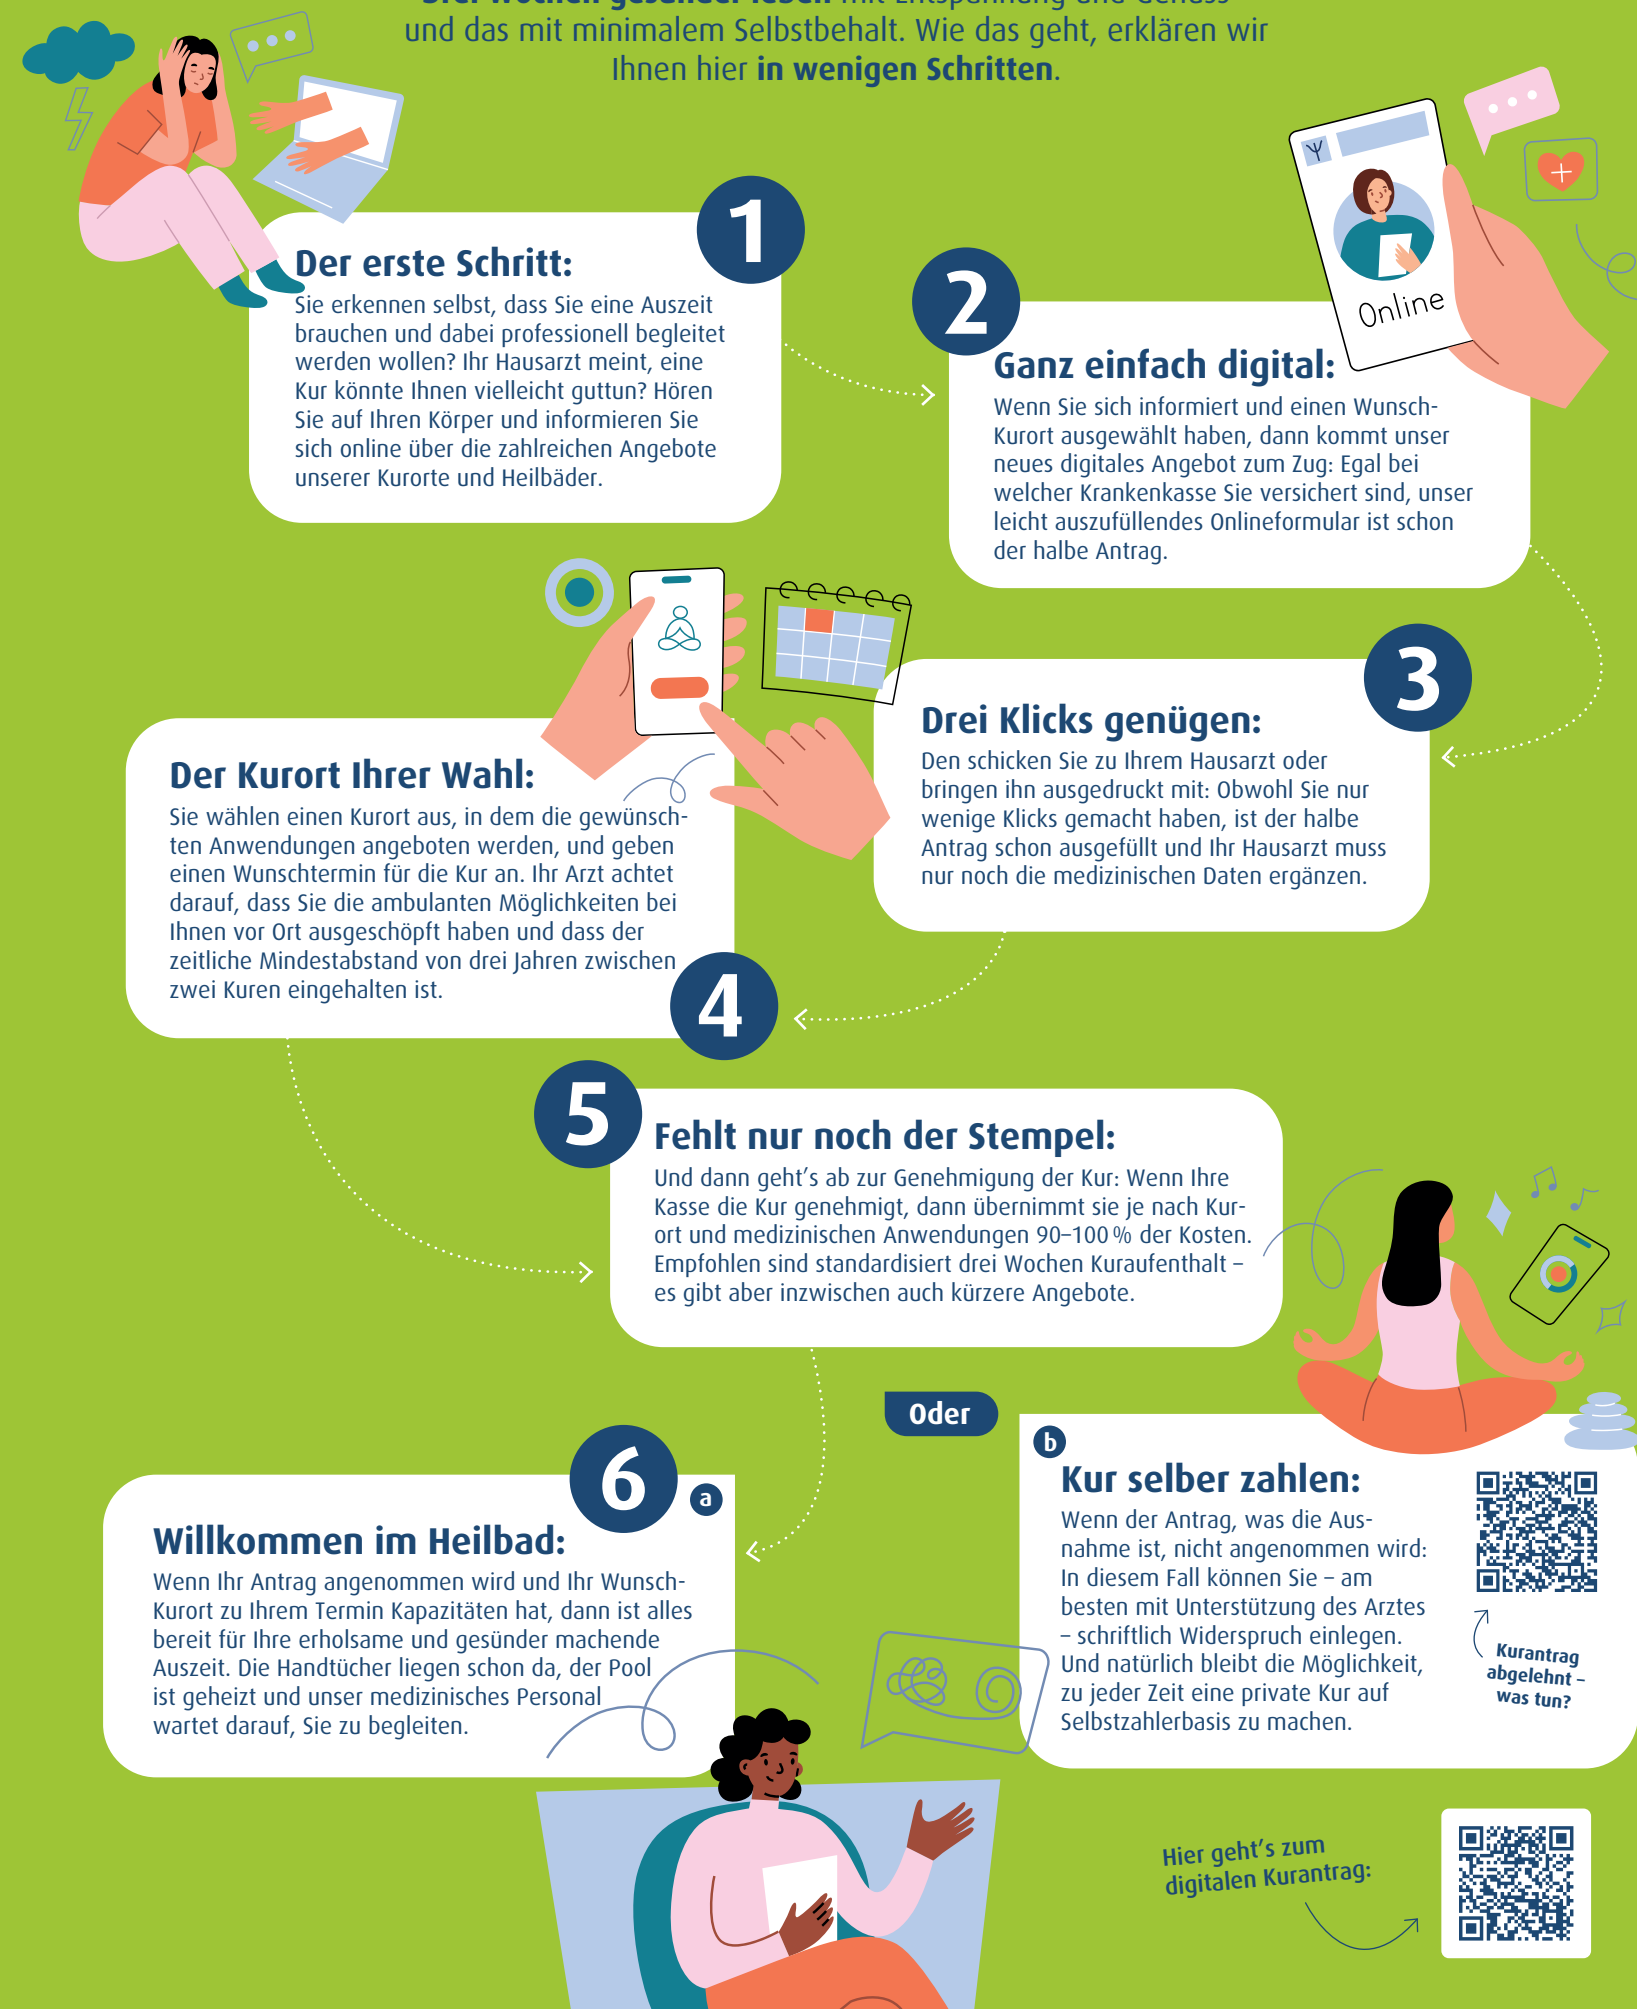 Drei Wochen gesünder leben mit Entspannung und Genuss
und das mit minimalem Selbstbehalt. Wie das geht, erklären wir
Ihnen hier in wenigen Schritten.
1
Der erste Schritt:
Sie erkennen selbst, dass Sie eine Auszeit
brauchen und dabei professionell begleitet
werden wollen? Ihr Hausarzt meint, eine
Kur könnte Ihnen vielleicht guttun? Hören
Sie auf Ihren Körper und informieren Sie
sich online über die zahlreichen Angebote
unserer Kurorte und Heilbäder.
Online
2
Ganz einfach digital:
Wenn Sie sich informiert und einen Wunsch-
Kurort ausgewählt haben, dann kommt unser
neues digitales Angebot zum Zug: Egal bei
welcher Krankenkasse Sie versichert sind, unser
leicht auszufüllendes Onlineformular ist schon
der halbe Antrag.
3
Drei Klicks genügen:
Den schicken Sie zu Ihrem Hausarzt oder
bringen ihn ausgedruckt mit: Obwohl Sie nur
wenige Klicks gemacht haben, ist der halbe
Antrag schon ausgefüllt und Ihr Hausarzt muss
nur noch die medizinischen Daten ergänzen.
Der Kurort Ihrer Wahl:
Sie wählen einen Kurort aus, in dem die gewünsch-
ten Anwendungen angeboten werden, und geben
einen Wunschtermin für die Kur an. Ihr Arzt achtet
darauf, dass Sie die ambulanten Möglichkeiten bei
Ihnen vor Ort ausgeschöpft haben und dass der
zeitliche Mindestabstand von drei Jahren zwischen
zwei Kuren eingehalten ist.
4
5
Fehlt nur noch der Stempel:
Und dann geht's ab zur Genehmigung der Kur: Wenn Ihre
Kasse die Kur genehmigt, dann übernimmt sie je nach Kur-
ort und medizinischen Anwendungen 90–100 % der Kosten.
Empfohlen sind standardisiert drei Wochen Kuraufenthalt –
es gibt aber inzwischen auch kürzere Angebote.
6
a
Willkommen im Heilbad:
Wenn Ihr Antrag angenommen wird und Ihr Wunsch-
Kurort zu Ihrem Termin Kapazitäten hat, dann ist alles
bereit für Ihre erholsame und gesünder machende
Auszeit. Die Handtücher liegen schon da, der Pool
ist geheizt und unser medizinisches Personal
wartet darauf, Sie zu begleiten.
Oder
b
Kur selber zahlen:
Wenn der Antrag, was die Aus-
nahme ist, nicht angenommen wird:
In diesem Fall können Sie – am
besten mit Unterstützung des Arztes
– schriftlich Widerspruch einlegen.
Und natürlich bleibt die Möglichkeit,
zu jeder Zeit eine private Kur auf
Selbstzahlerbasis zu machen.
Kurantrag
abgelehnt –
was tun?
Hier geht's zum
digitalen Kurantrag: